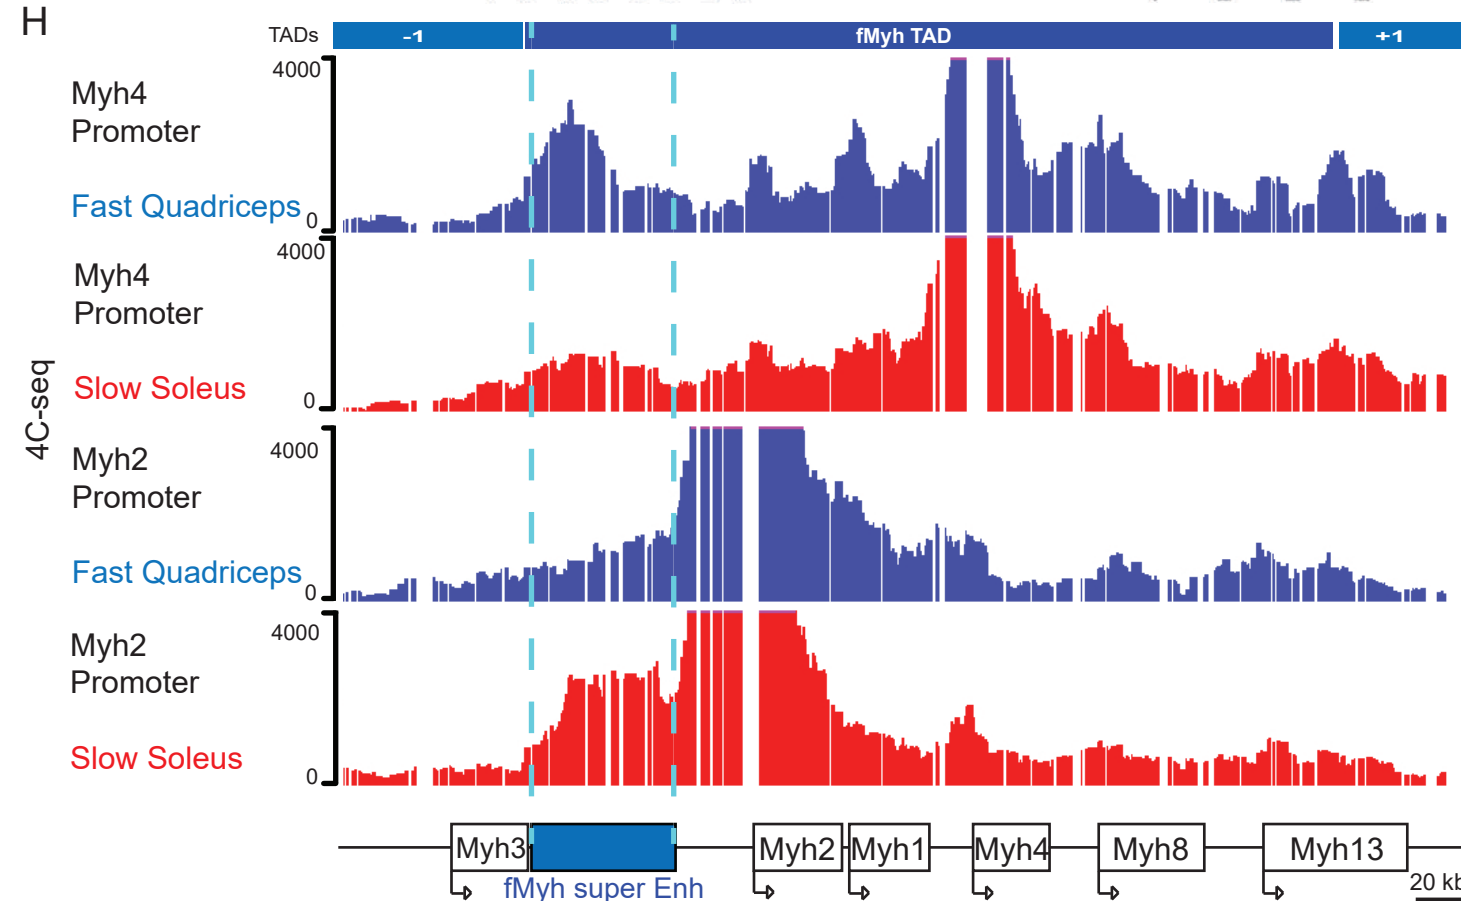 H
TADs -1 fMyh TAD +1
4000
Myh4
Promoter
Fast Quadriceps
0
4000
Myh4
Promoter
Slow Soleus
0
4C-seq
4000
Myh2
Promoter
Fast Quadriceps
0
4000
Myh2
Promoter
Slow Soleus
0
Myh3 Myh2 Myh1 Myh4 Myh8 Myh13
fMyh super Enh
20 kb